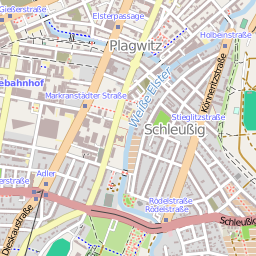 Gießerstraße
Elsterpassage
Holbeinstraße
Plagwitz
ebahnhof
Weiße Elster
Könneritzstraße
Markranstädter Straße
Stieglitzstraße
Schleußig
Adler
erstraße
Rödelstraße
Rödelstraße
Dieskaustraße
Schleußig